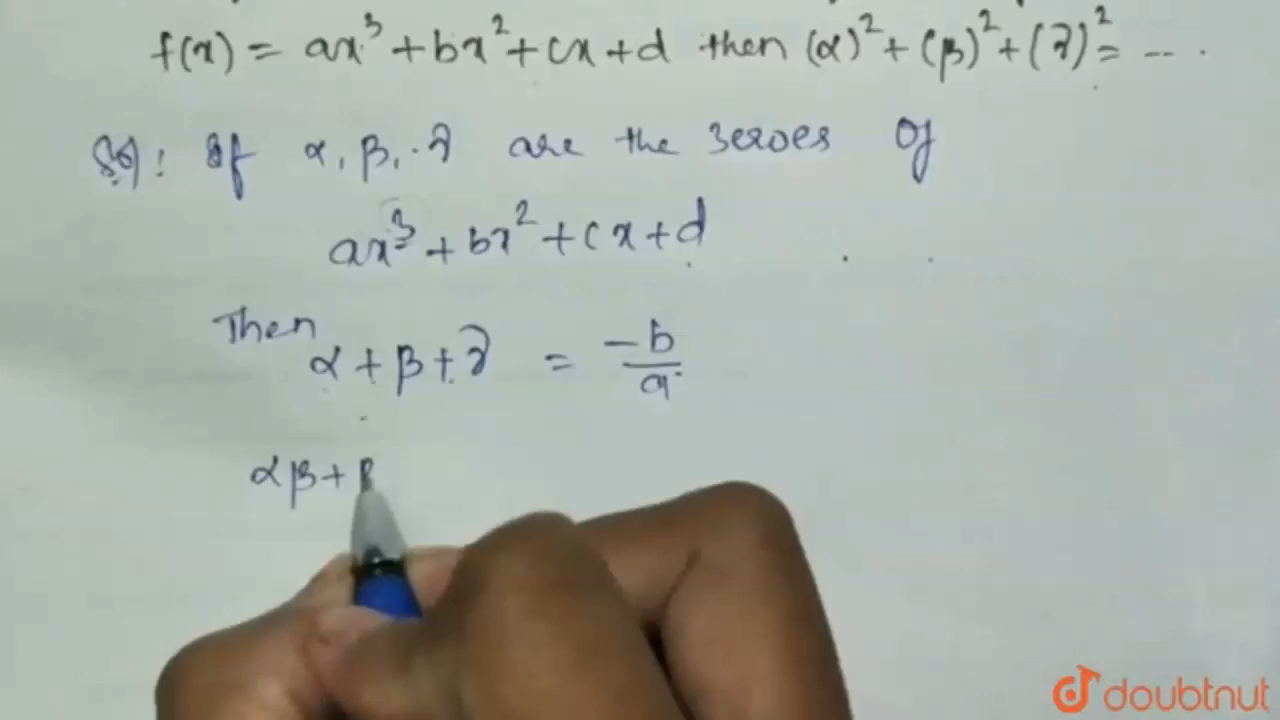 f(x) = ax³ + bx² + cx + d then (α)² + (β)² + (γ)² = --- .
Sol: If α, β, γ are the zeroes of
ax³ + bx² + cx + d
Then
α + β + γ = -b/a
αβ + β
doubtnut